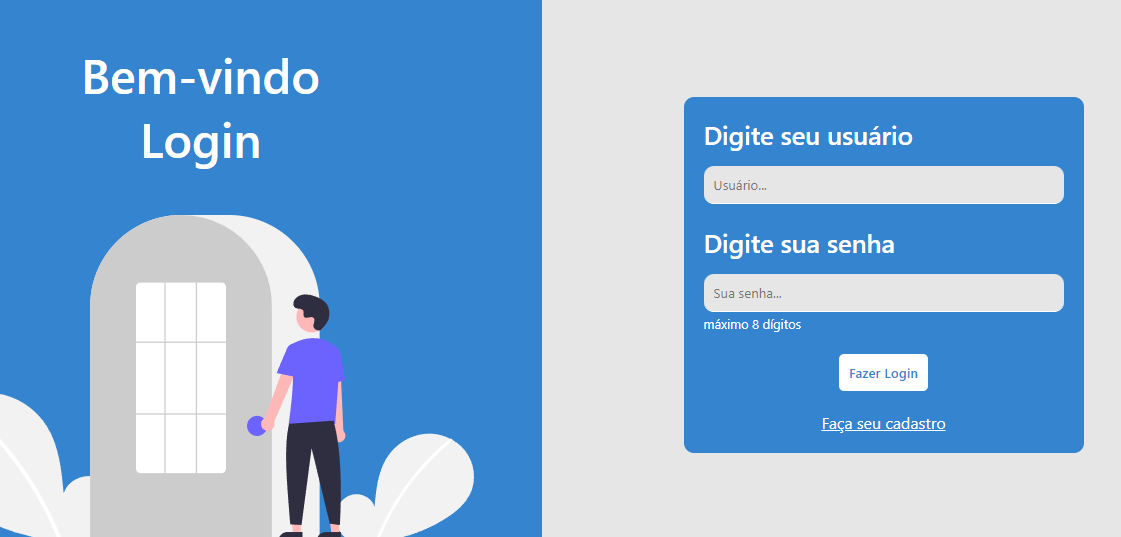 Bem-vindo
Login
Digite seu usuário
Usuário...
Digite sua senha
Sua senha...
máximo 8 dígitos
Fazer Login
Faça seu cadastro